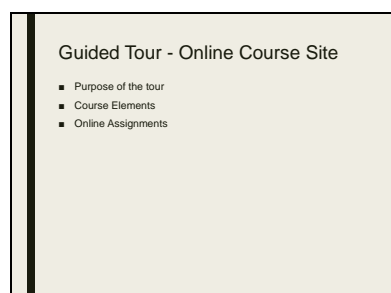 Guided Tour - Online Course Site
■ Purpose of the tour
■ Course Elements
■ Online Assignments